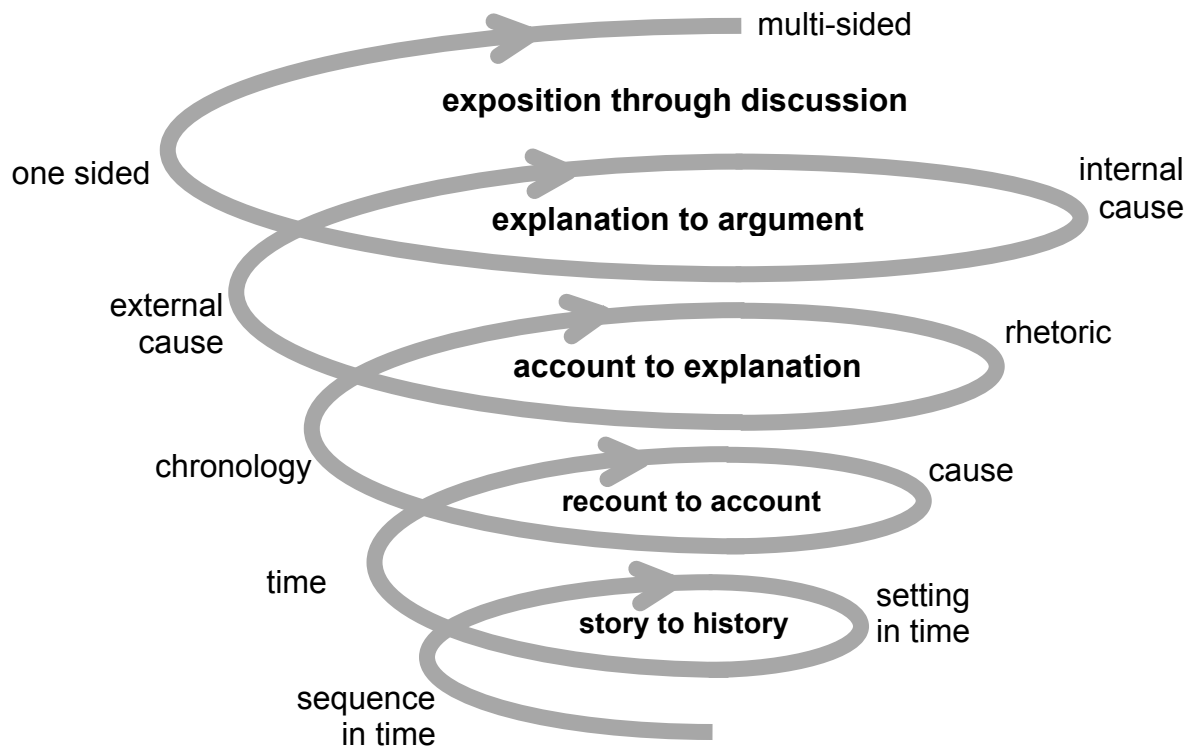 multi-sided
exposition through discussion
one sided
internal
cause
explanation to argument
external
cause
rhetoric
account to explanation
chronology
cause
recount to account
time
setting
in time
story to history
sequence
in time